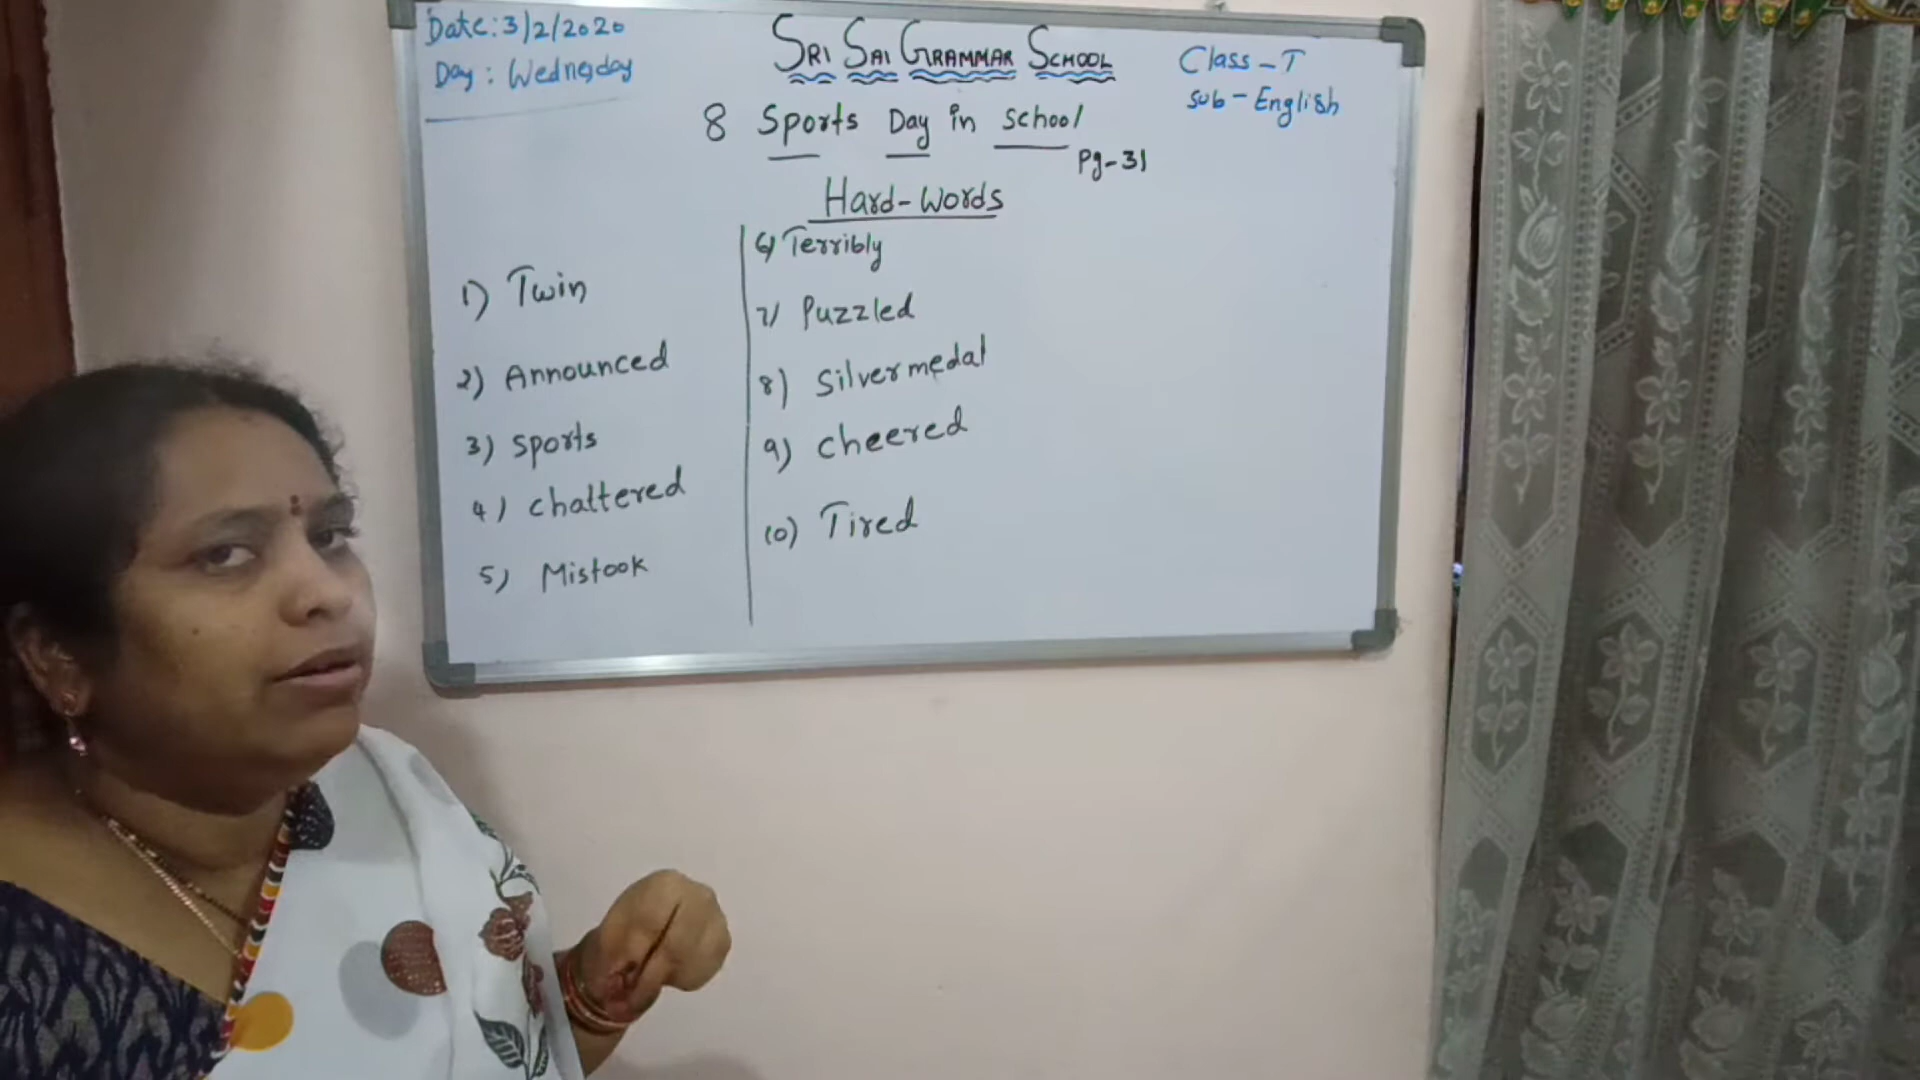 Date: 3/2/2020
Day: Wednesday
SRI SAI GRAMMAR SCHOOL
Class - I
Sub - English
8 Sports Day in School
Pg - 31
Hard-Words
1) Twin
2) Announced
3) Sports
4) Chattered
5) Mistook
6) Terribly
7) Puzzled
8) Silvermedal
9) Cheered
10) Tired